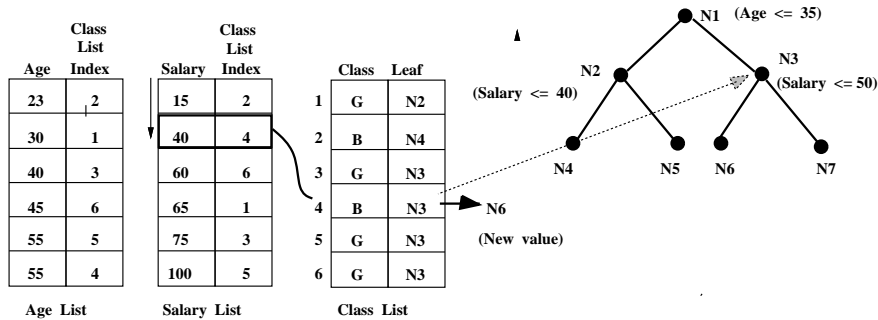 Age
Class
List
Index
23 2
30 1
40 3
45 6
55 5
55 4
Age List
Salary
Class
List
Index
15 2
40 4
60 6
65 1
75 3
100 5
Salary List
Class Leaf
1 G N2
2 B N4
3 G N3
4 B N3
5 G N3
6 G N3
Class List
N6
(New value)
N1 (Age <= 35)
N2
(Salary <= 40)
N3
(Salary <= 50)
N4
N5
N6
N7